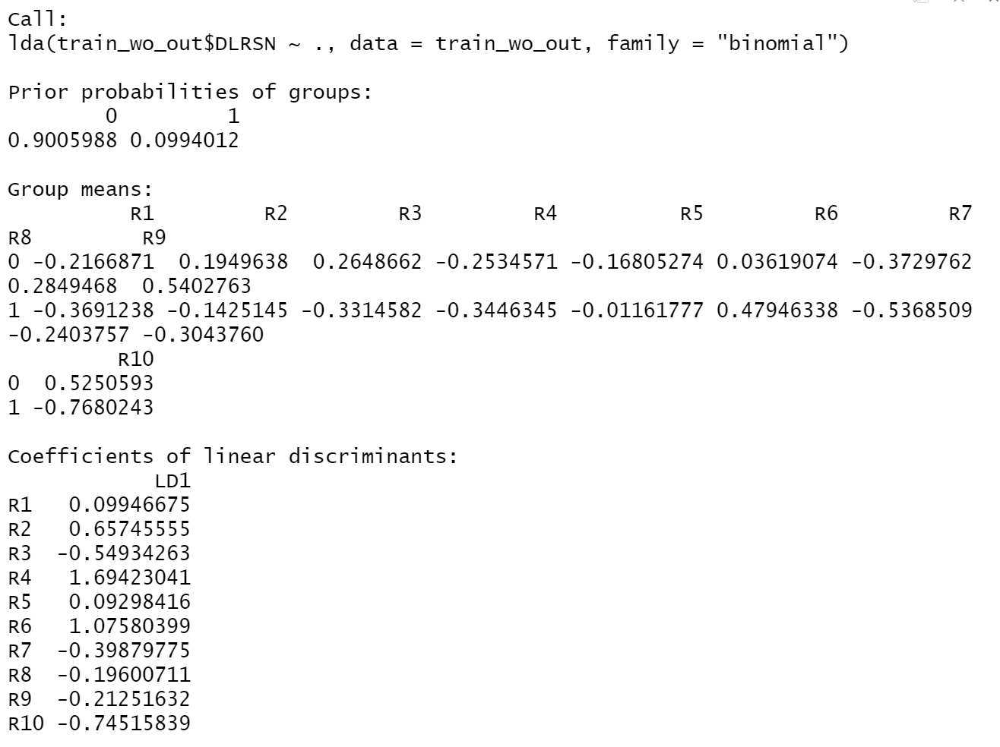 Call:
lda(train_wo_out$DLRSN ~ ., data = train_wo_out, family = "binomial")
Prior probabilities of groups:
        0         1
0.9005988 0.0994012
Group means:
          R1         R2         R3         R4          R5         R6         R7
R8         R9
0 -0.2166871  0.1949638  0.2648662 -0.2534571 -0.16805274 0.03619074 -0.3729762
0.2849468  0.5402763
1 -0.3691238 -0.1425145 -0.3314582 -0.3446345 -0.01161777 0.47946338 -0.5368509
-0.2403757 -0.3043760
         R10
0  0.5250593
1 -0.7680243
Coefficients of linear discriminants:
            LD1
R1   0.09946675
R2   0.65745555
R3  -0.54934263
R4   1.69423041
R5   0.09298416
R6   1.07580399
R7  -0.39879775
R8  -0.19600711
R9  -0.21251632
R10 -0.74515839